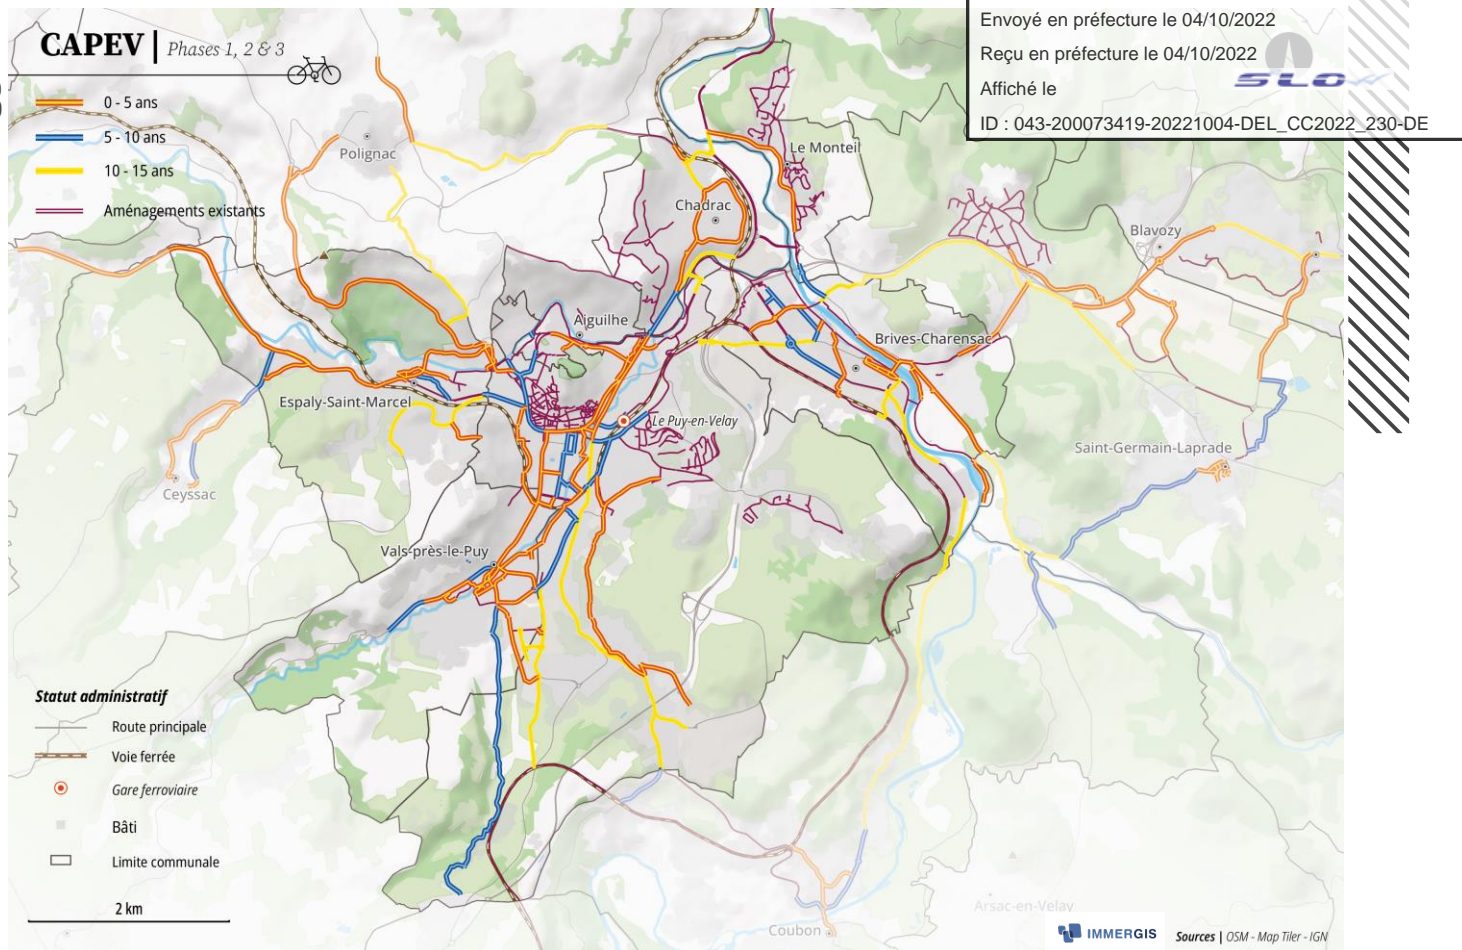 Envoyé en préfecture le 04/10/2022
Reçu en préfecture le 04/10/2022
Affiché le
SLO
ID : 043-200073419-20221004-DEL_CC2022_230-DE
CAPEV | Phases 1, 2 & 3
0 - 5 ans
5 - 10 ans
10 - 15 ans
Aménagements existants
Polignac
Le Monteil
Chadrac
Blavozy
Aiguilhe
Brives-Charensac
Espaly-Saint-Marcel
Le Puy-en-Velay
Saint-Germain-Laprade
Ceyssac
Vals-près-le-Puy
Statut administratif
Route principale
Voie ferrée
Gare ferroviaire
Bâti
Limite communale
2 km
Arsac-en-Velay
Coubon
IMMERGIS
Sources | OSM - Map Tiler - IGN